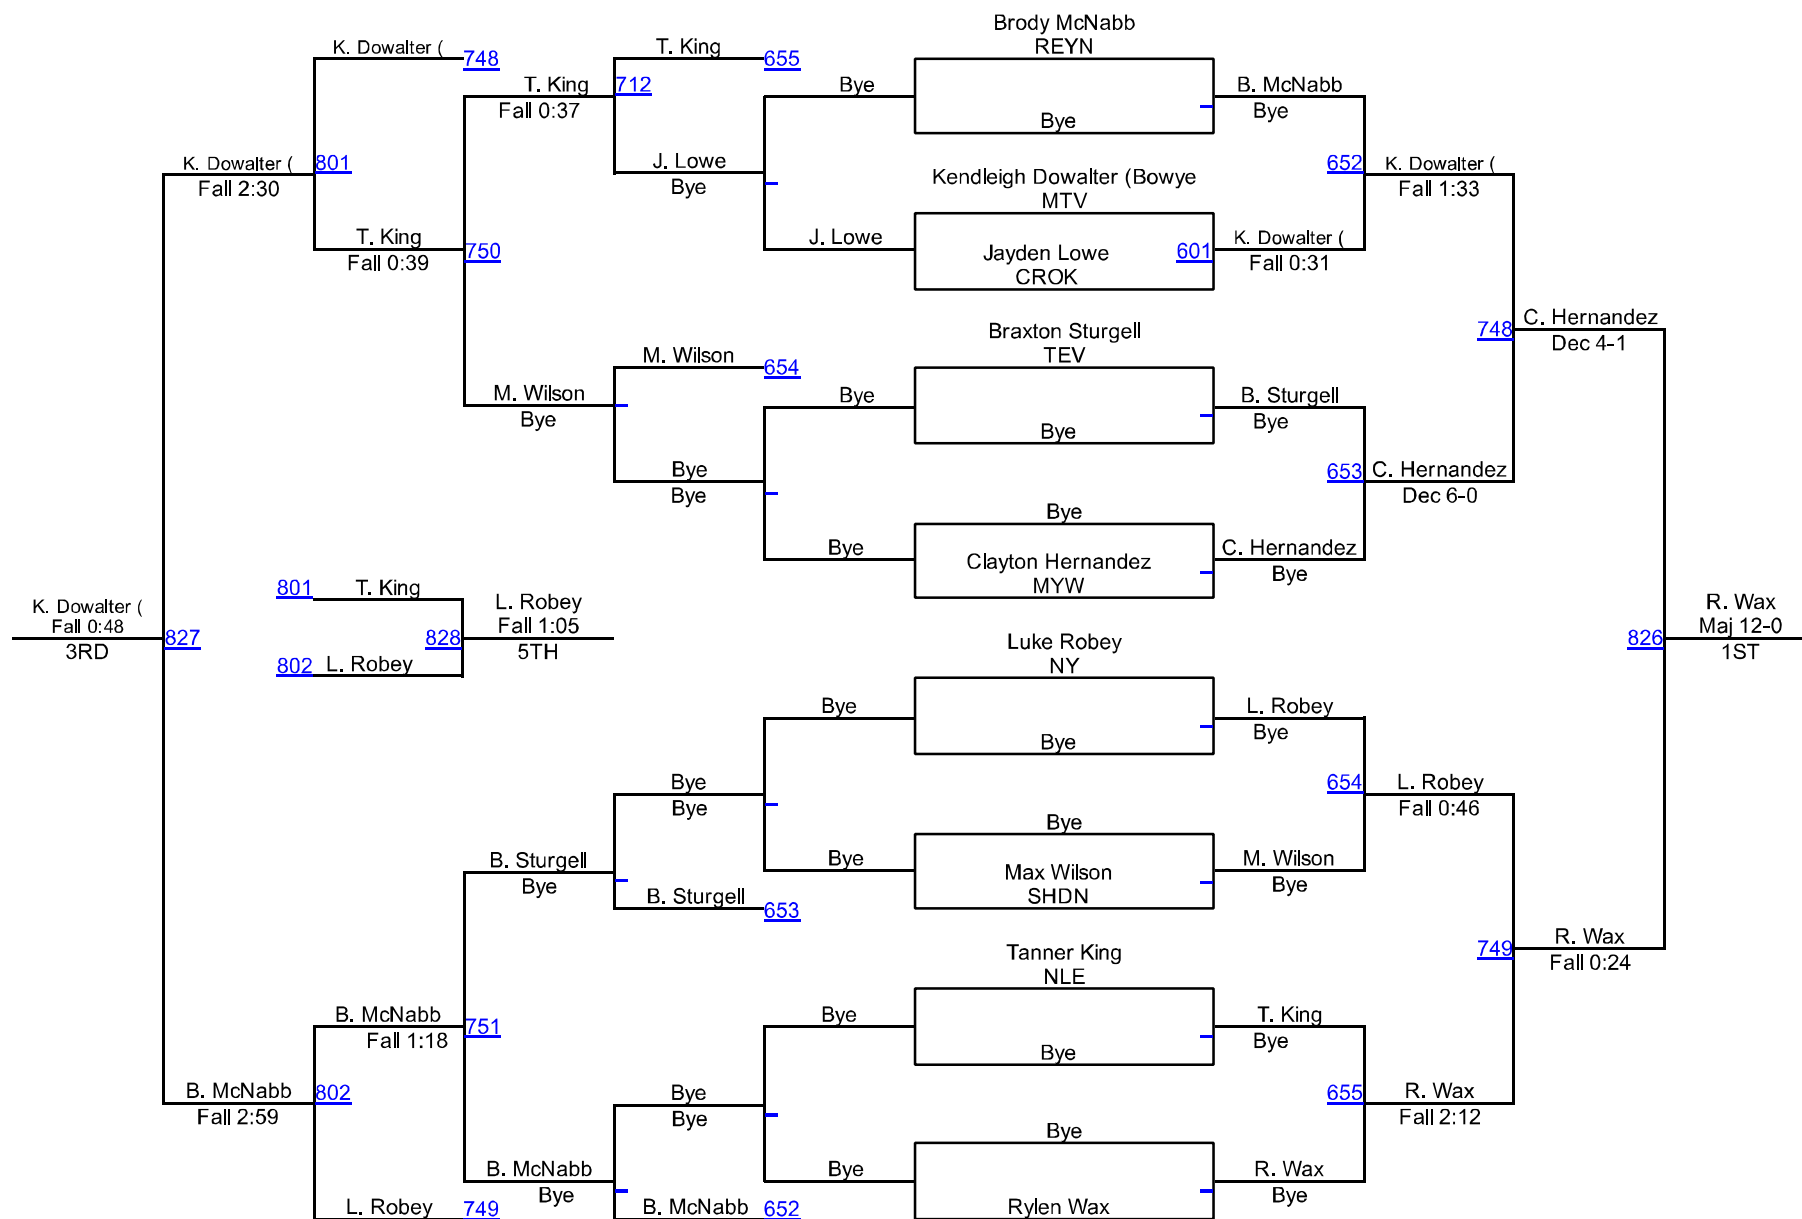 Brody McNabb
K. Dowalter (
748
T. King
655
REYN
T. King
712
Bye
B. McNabb
Fall 0:37
Bye
Bye
K. Dowalter (
801
J. Lowe
652
K. Dowalter (
Fall 2:30
Bye
Kendleigh Dowalter (Bowye
Fall 1:33
MTV
T. King
750
J. Lowe
Jayden Lowe
601
K. Dowalter (
Fall 0:39
CROK
Fall 0:31
C. Hernandez
748
Braxton Sturgell
Dec 4-1
M. Wilson
654
TEV
M. Wilson
Bye
B. Sturgell
Bye
Bye
Bye
Bye
653
C. Hernandez
Bye
Dec 6-0
Bye
Bye
Clayton Hernandez
C. Hernandez
MYW
Bye
801
T. King
K. Dowalter (
L. Robey
R. Wax
Fall 0:48
Fall 1:05
Maj 12-0
827
828
826
3RD
5TH
1ST
802
L. Robey
Luke Robey
NY
Bye
L. Robey
Bye
Bye
Bye
654
L. Robey
Bye
Fall 0:46
Bye
B. Sturgell
Bye
Max Wilson
M. Wilson
Bye
SHDN
Bye
B. Sturgell
653
Tanner King
749
R. Wax
NLE
Fall 0:24
B. McNabb
751
Bye
T. King
Fall 1:18
Bye
Bye
B. McNabb
802
Bye
655
R. Wax
Fall 2:59
Bye
Fall 2:12
Bye
B. McNabb
Bye
R. Wax
Bye
Bye
L. Robey
749
B. McNabb
652
Rylen Wax